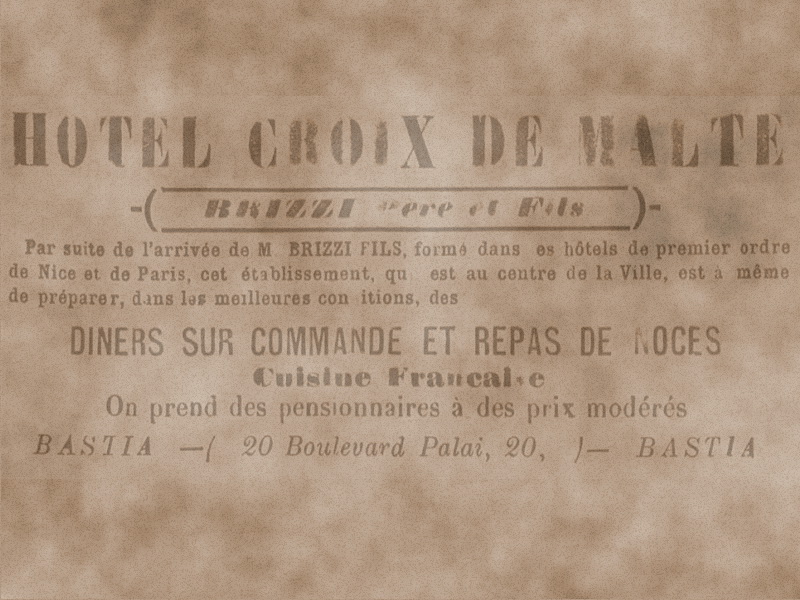 HOTEL CROIX DE MALTE
-( BRIZZI Père et Fils )-
Par suite de l'arrivée de M BRIZZI FILS, formé dans es hôtels de premier ordre
de Nice et de Paris, cet établissement, qu est au centre de la Ville, est à même
de préparer, dans les meilleures con itions, des
DINERS SUR COMMANDE ET REPAS DE NOCES
Cuisine Française
On prend des pensionnaires à des prix modérés
BASTIA —( 20 Boulevard Palai, 20, )— BASTIA